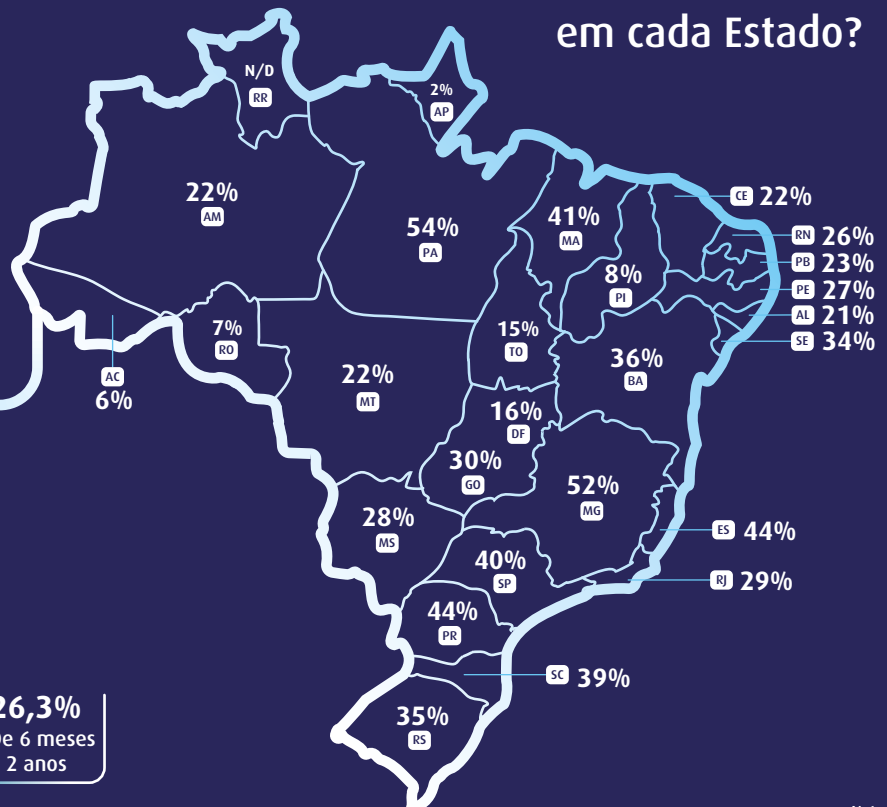 em cada Estado?
N/D
RR
2%
AP
22%
AM
54%
PA
41%
MA
CE 22%
RN 26%
8%
PI
PB 23%
PE 27%
AL 21%
SE 34%
7%
RO
15%
TO
36%
BA
AC
6%
22%
MT
16%
DF
30%
GO
52%
MG
28%
MS
ES 44%
40%
SP
RJ 29%
44%
PR
SC 39%
26,3%
de 6 meses
2 anos
35%
RS